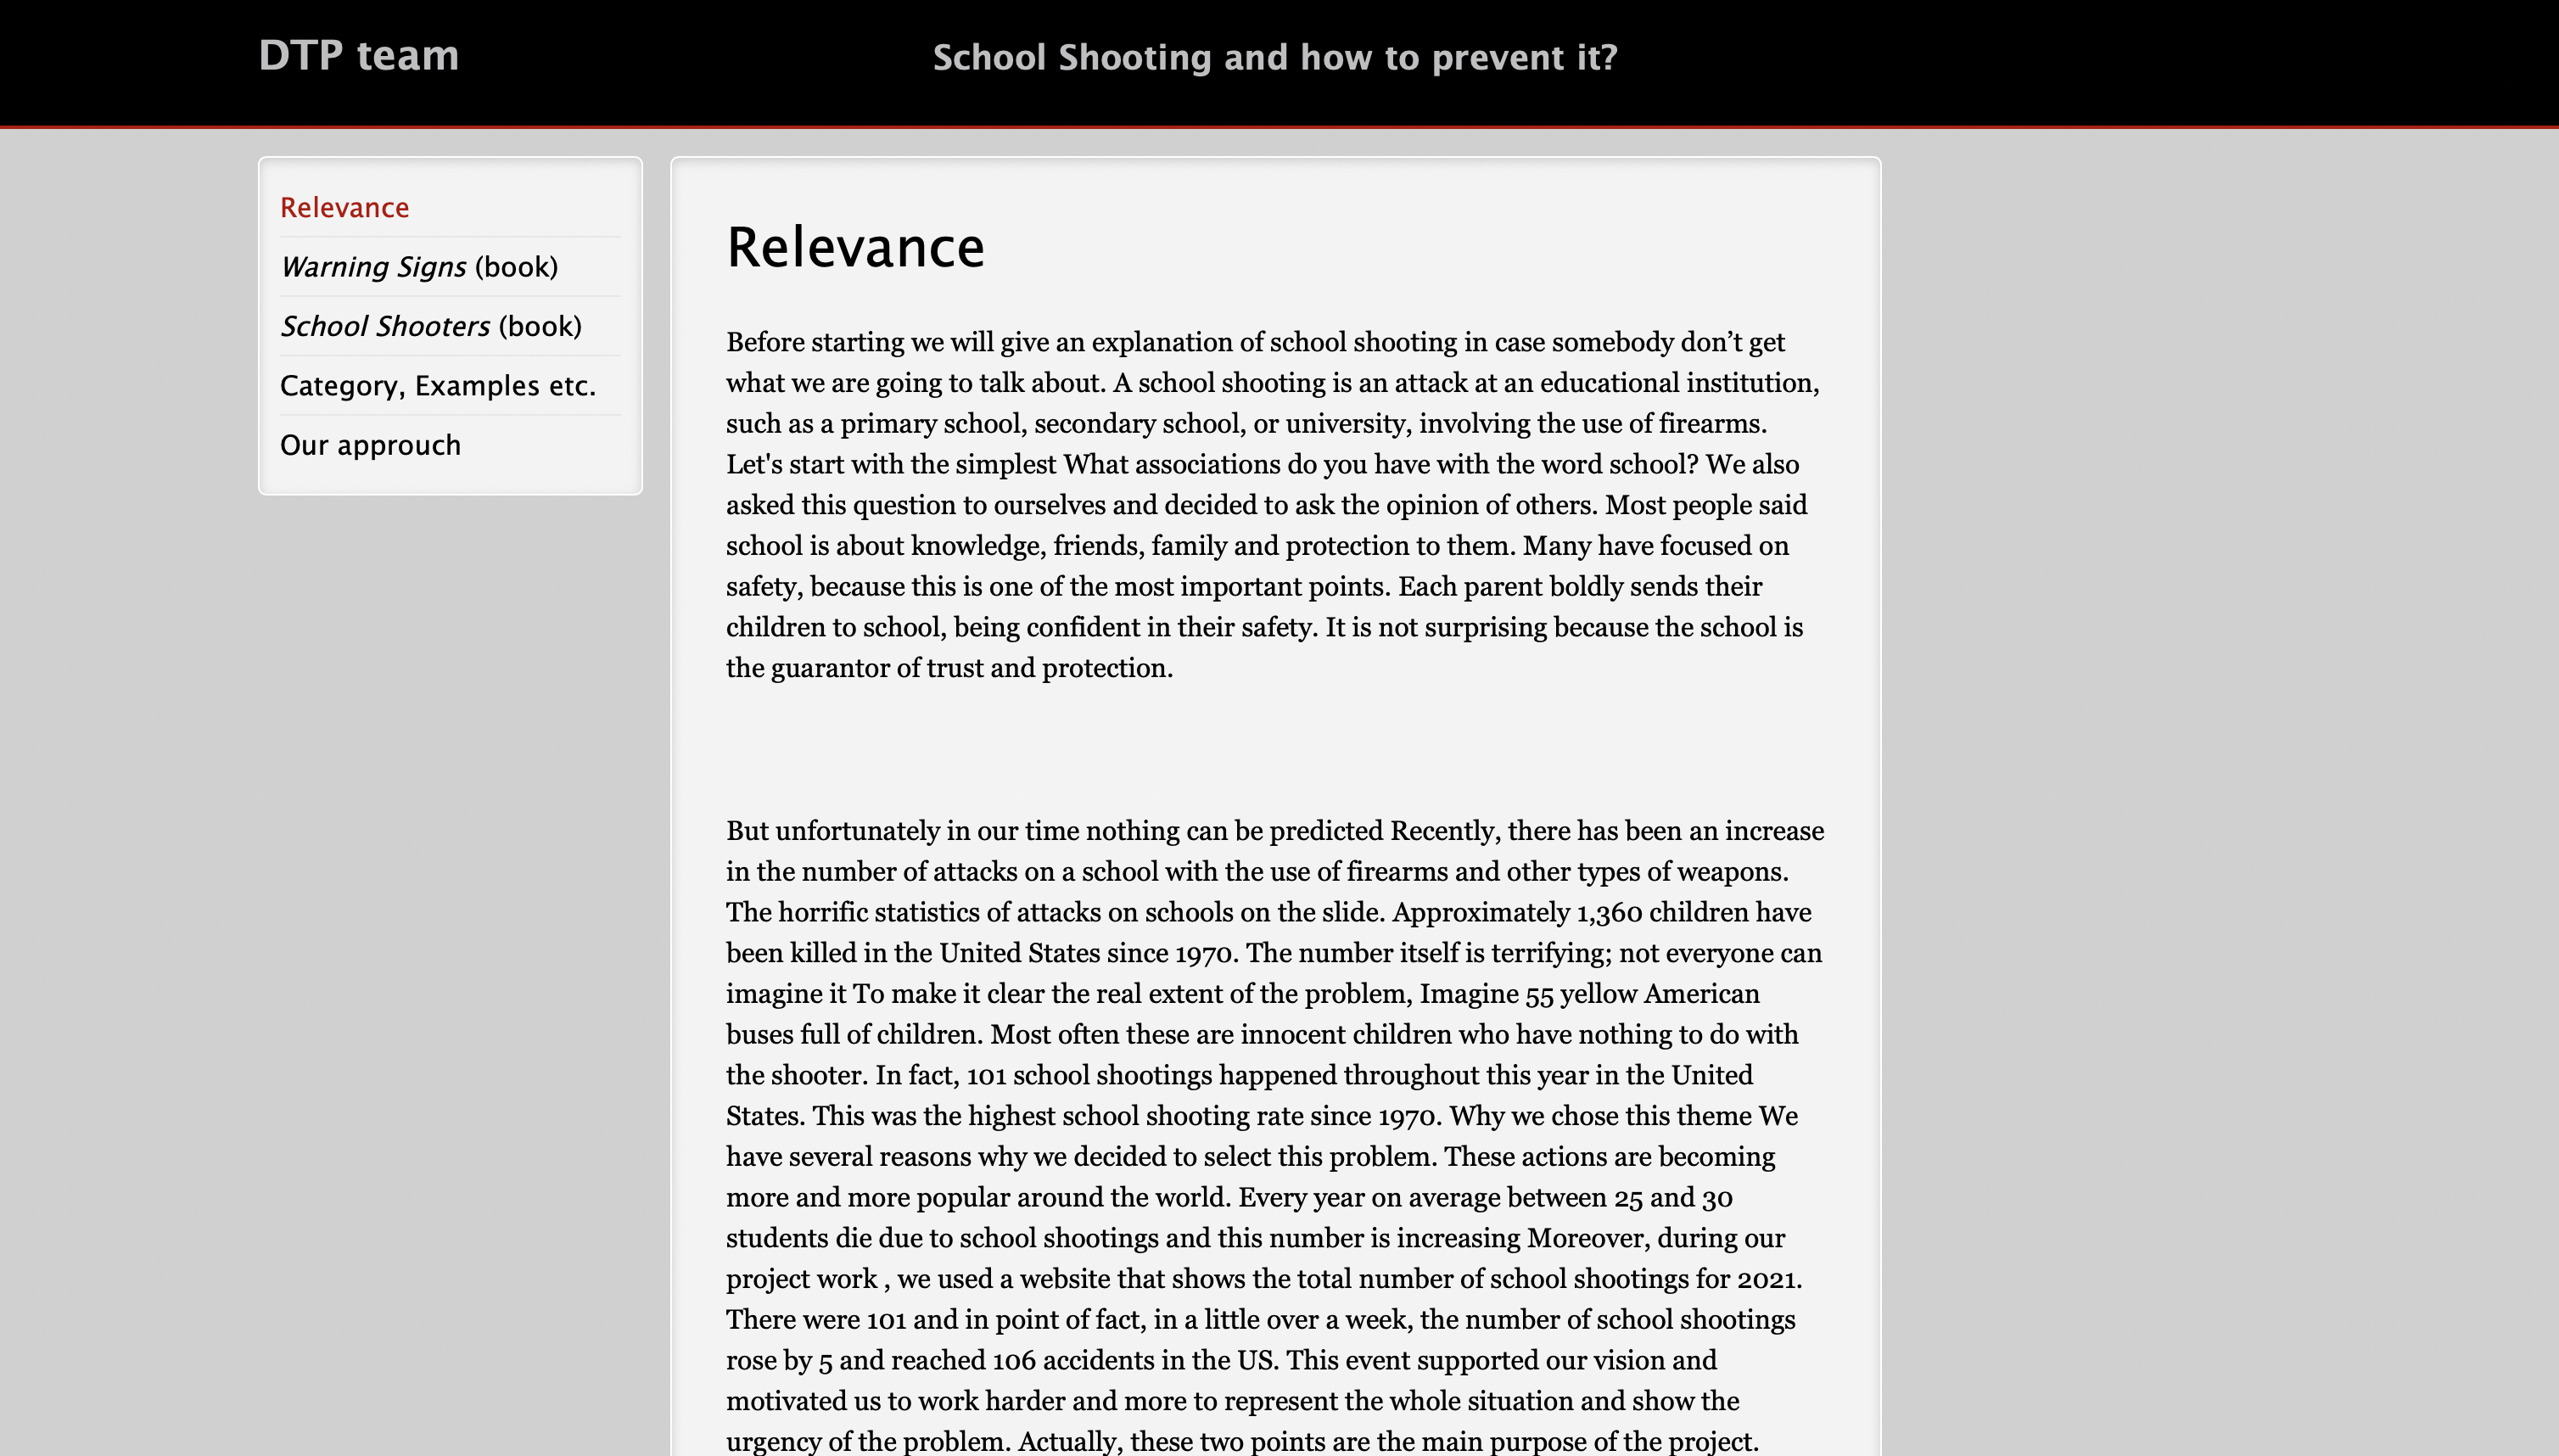 DTP team
School Shooting and how to prevent it?
Relevance
Warning Signs (book)
School Shooters (book)
Category, Examples etc.
Our approuch
Relevance
Before starting we will give an explanation of school shooting in case somebody don’t get
what we are going to talk about. A school shooting is an attack at an educational institution,
such as a primary school, secondary school, or university, involving the use of firearms.
Let's start with the simplest What associations do you have with the word school? We also
asked this question to ourselves and decided to ask the opinion of others. Most people said
school is about knowledge, friends, family and protection to them. Many have focused on
safety, because this is one of the most important points. Each parent boldly sends their
children to school, being confident in their safety. It is not surprising because the school is
the guarantor of trust and protection.
But unfortunately in our time nothing can be predicted Recently, there has been an increase
in the number of attacks on a school with the use of firearms and other types of weapons.
The horrific statistics of attacks on schools on the slide. Approximately 1,360 children have
been killed in the United States since 1970. The number itself is terrifying; not everyone can
imagine it To make it clear the real extent of the problem, Imagine 55 yellow American
buses full of children. Most often these are innocent children who have nothing to do with
the shooter. In fact, 101 school shootings happened throughout this year in the United
States. This was the highest school shooting rate since 1970. Why we chose this theme We
have several reasons why we decided to select this problem. These actions are becoming
more and more popular around the world. Every year on average between 25 and 30
students die due to school shootings and this number is increasing Moreover, during our
project work , we used a website that shows the total number of school shootings for 2021.
There were 101 and in point of fact, in a little over a week, the number of school shootings
rose by 5 and reached 106 accidents in the US. This event supported our vision and
motivated us to work harder and more to represent the whole situation and show the
urgency of the problem. Actually, these two points are the main purpose of the project.